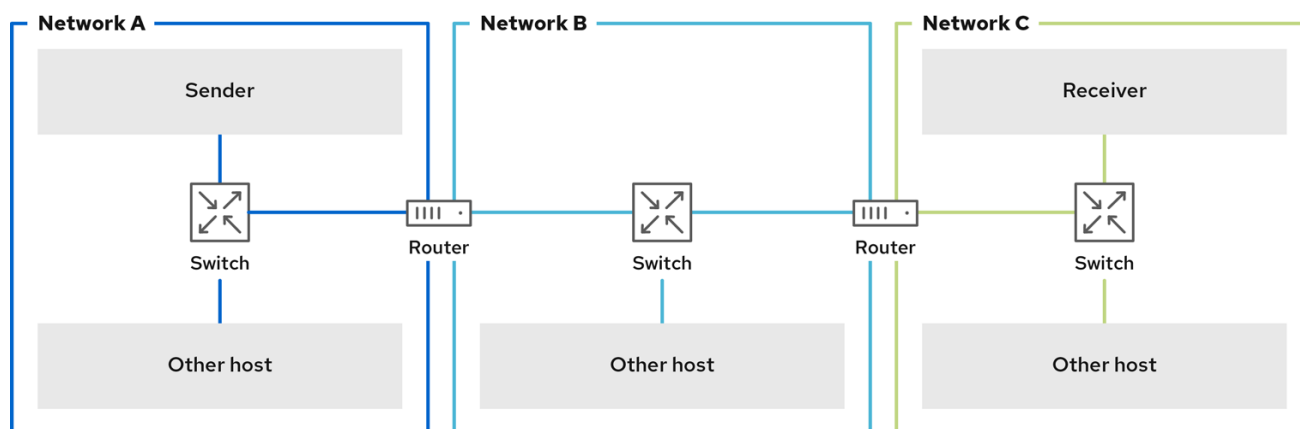 Network A
Network B
Network C
Sender
Receiver
Router
Router
Switch
Switch
Switch
Other host
Other host
Other host